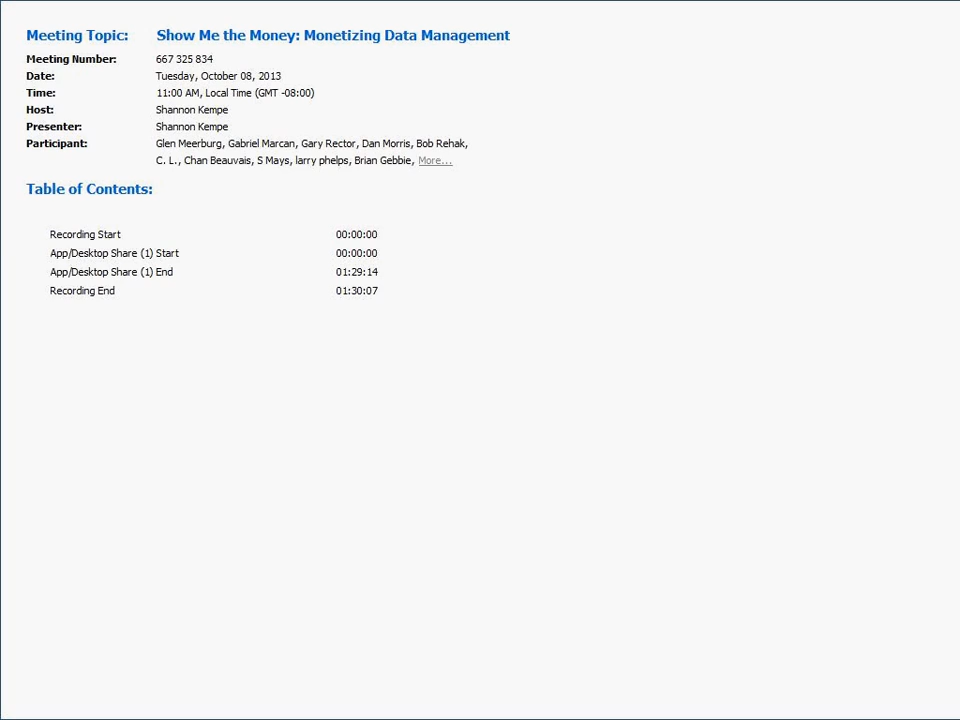 Meeting Topic: Show Me the Money: Monetizing Data Management
Meeting Number: 667 325 834
Date: Tuesday, October 08, 2013
Time: 11:00 AM, Local Time (GMT -08:00)
Host: Shannon Kempe
Presenter: Shannon Kempe
Participant: Glen Meerburg, Gabriel Marcan, Gary Rector, Dan Morris, Bob Rehak,
C. L., Chan Beauvais, S Mays, larry phelps, Brian Gebbie, More...
Table of Contents:
Recording Start 00:00:00
App/Desktop Share (1) Start 00:00:00
App/Desktop Share (1) End 01:29:14
Recording End 01:30:07